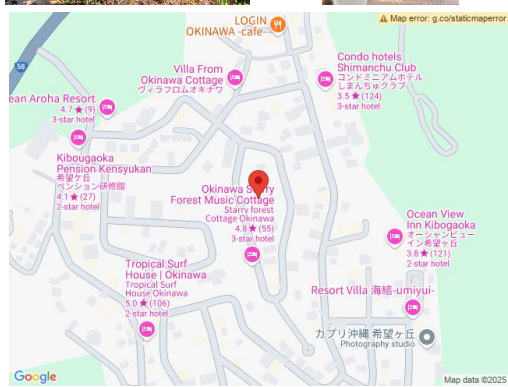 Map error: g.co/staticmaperror
LOGIN
OKINAWA -cafe-
Condo hotels
Shimanchu Club
コンドミニアムホテル
しまんちゅクラブ
3.5 ★ (124)
3-star hotel
Villa From
Okinawa Cottage
ヴィラフロムオキナワ
58
ean Aroha Resort
4.7 ★ (9)
3-star hotel
Kibougaoka
Pension Kensyukan
希望ケ丘
ペンション研修館
4.1 ★ (27)
2-star hotel
Okinawa Starry
Forest Music Cottage
Starry forest
Cottage Okinawa
4.8 ★ (55)
3-star hotel
Ocean View
Inn Kibogaoka
オーシャンビュー
イン希望ヶ丘
3.8 ★ (121)
2-star hotel
Tropical Surf
House | Okinawa
Tropical Surf
House Okinawa
5.0 ★ (106)
2-star hotel
Resort Villa 海結-umiyui-
カプリ沖縄 希望ヶ丘
Photography studio
Google
Map data ©2025